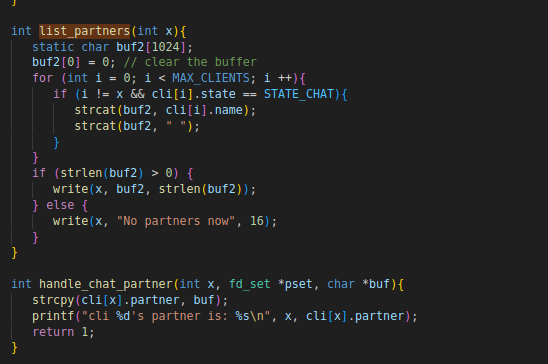 }
int list_partners(int x){
static char buf2[1024];
buf2[0] = 0; // clear the buffer
for (int i = 0; i < MAX_CLIENTS; i ++){
if (i != x && cli[i].state == STATE_CHAT){
strcat(buf2, cli[i].name);
strcat(buf2, " ");
}
}
if (strlen(buf2) > 0) {
write(x, buf2, strlen(buf2));
} else {
write(x, "No partners now", 16);
}
}
int handle_chat_partner(int x, fd_set *pset, char *buf){
strcpy(cli[x].partner, buf);
printf("cli %d's partner is: %s\n", x, cli[x].partner);
return 1;
}